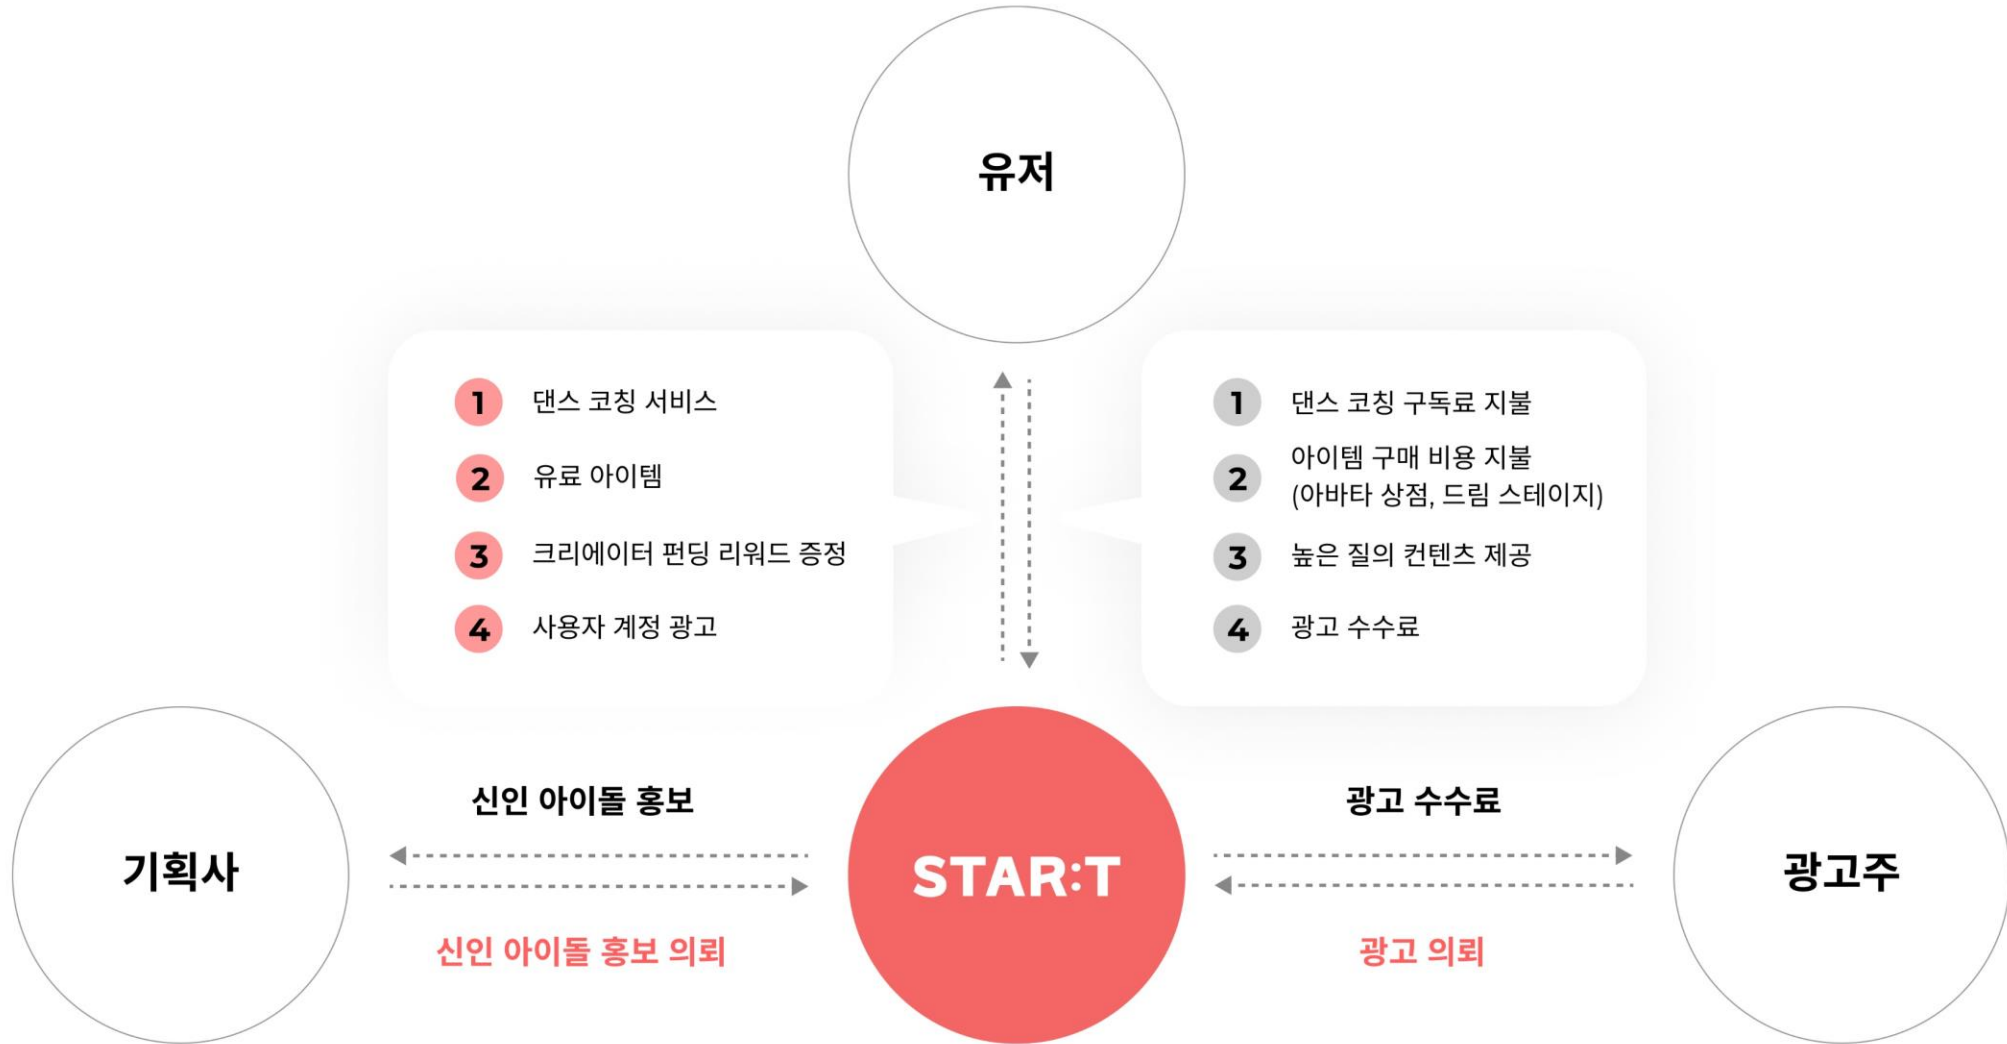 유저
1 댄스 코칭 서비스
2 유료 아이템
3 크리에이터 펀딩 리워드 증정
4 사용자 계정 광고
1 댄스 코칭 구독료 지불
2 아이템 구매 비용 지불
(아바타 상점, 드림 스테이지)
3 높은 질의 컨텐츠 제공
4 광고 수수료
기획사
신인 아이돌 홍보
신인 아이돌 홍보 의뢰
STAR:T
광고 수수료
광고 의뢰
광고주